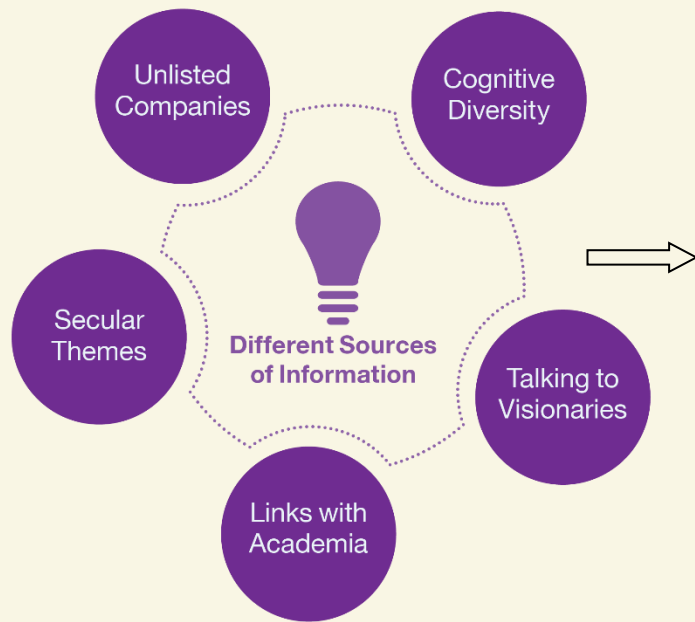 Unlisted
Companies
Cognitive
Diversity
Secular
Themes
Different Sources
of Information
Talking to
Visionaries
Links with
Academia